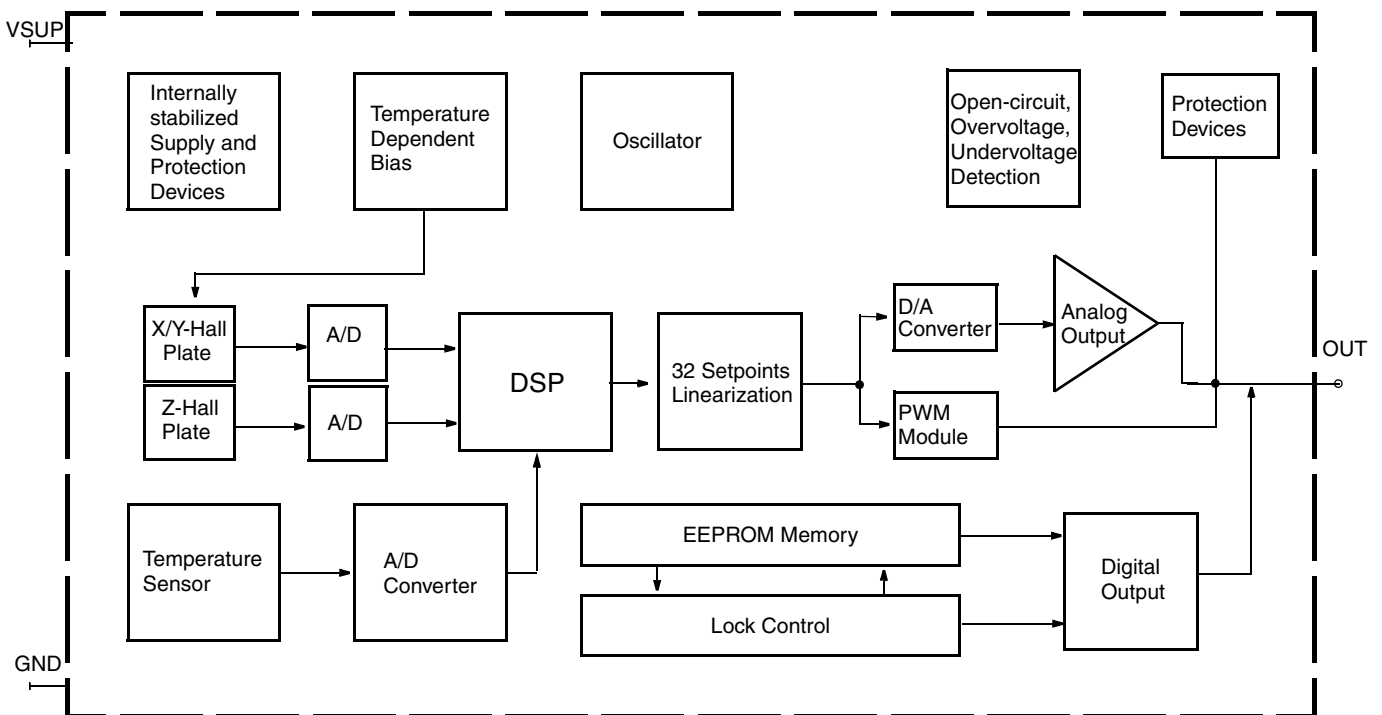 VSUP
Internally
stabilized
Supply and
Protection
Devices
Temperature
Dependent
Bias
Oscillator
Open-circuit,
Overvoltage,
Undervoltage
Detection
Protection
Devices
X/Y-Hall
Plate
A/D
Z-Hall
Plate
A/D
DSP
32 Setpoints
Linearization
D/A
Converter
Analog
Output
PWM
Module
OUT
Temperature
Sensor
A/D
Converter
EEPROM Memory
Lock Control
Digital
Output
GND